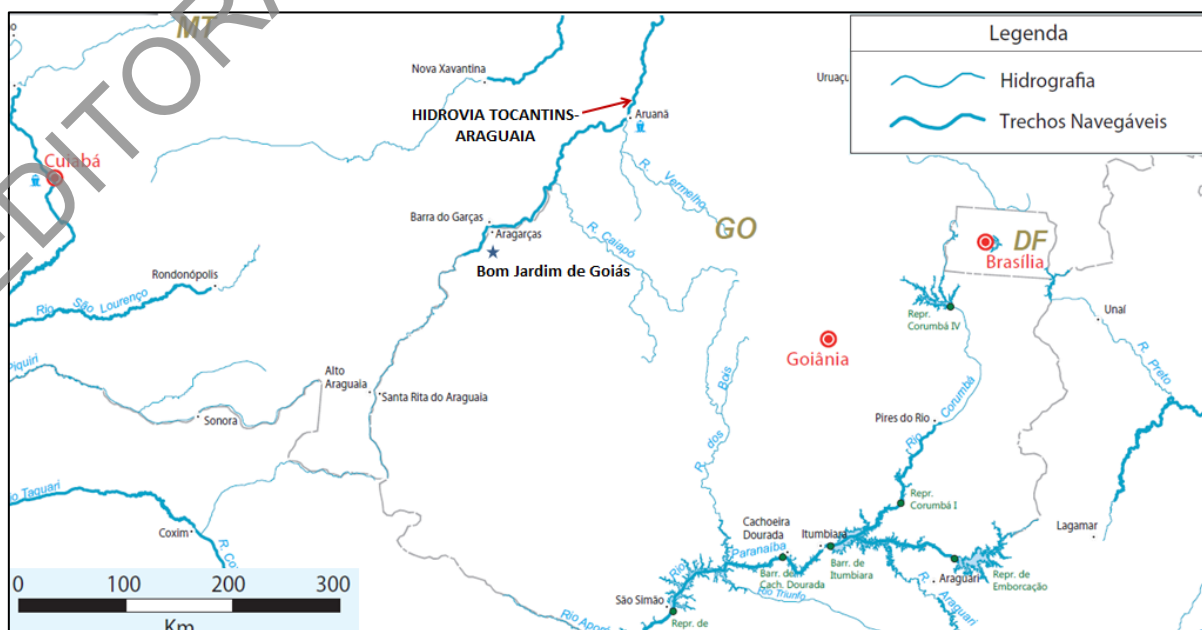 EDITORA
MT
Nova Xavantina
Uruaçu
HIDROVIA TOCANTINS-
ARAGUAIA
Aruanã
Legenda
Hidrografia
Trechos Navegáveis
Cuiabá
R. Vermelho
Barra do Garças
Aragarças
R. Caiapó
GO
DF
Brasília
Bom Jardim de Goiás
Rondonópolis
Rio São Lourenço
Repr.
Corumbá IV
Unaí
Goiânia
R. Preto
Piquiri
Alto
Araguaia
Santa Rita do Araguaia
Sonora
R. dos Bois
Pires do Rio
Rio Corumbá
Repr.
Corumbá I
Taquari
Coxim
Cachoeira
Dourada
Itumbiara
Lagamar
Rio Paranaíba
Barr. de
Cach. Dourada
Barr. de
Itumbiara
Araguari
R. Araguari
Repr. de
Emborcação
São Simão
Rio Triunfo
Repr. de
0 100 200 300
Km